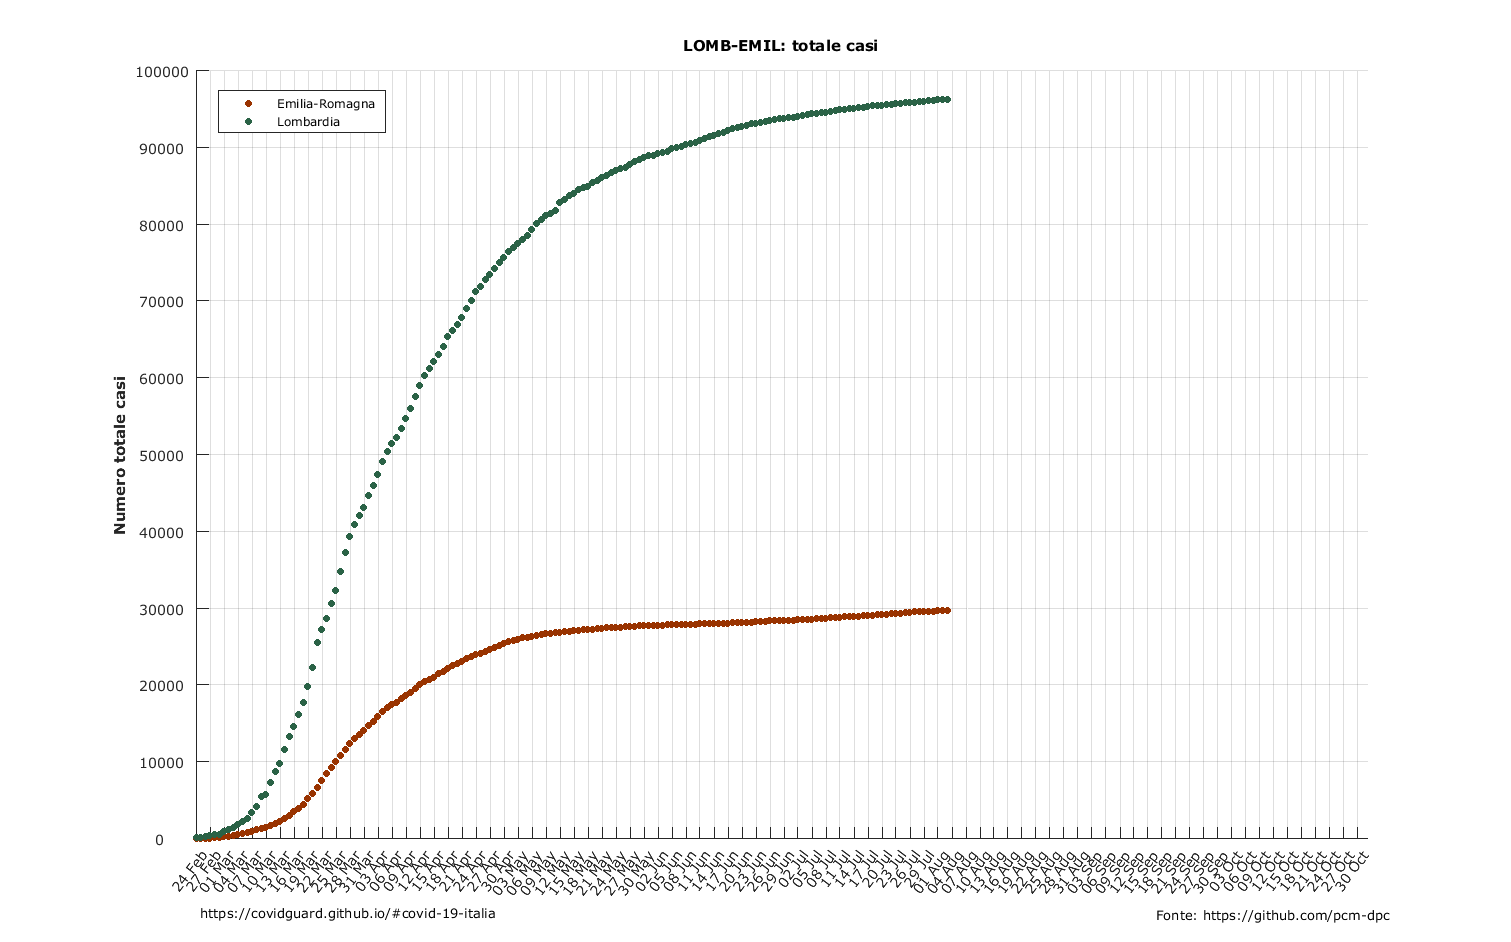 LOMB-EMIL: totale casi
Emilia-Romagna
Lombardia
Numero totale casi
100000
90000
80000
70000
60000
50000
40000
30000
20000
10000
0
24 Feb
27 Feb
01 Mar
04 Mar
07 Mar
10 Mar
13 Mar
16 Mar
19 Mar
22 Mar
25 Mar
28 Mar
31 Mar
03 Apr
06 Apr
09 Apr
12 Apr
15 Apr
18 Apr
21 Apr
24 Apr
27 Apr
30 Apr
03 May
06 May
09 May
12 May
15 May
18 May
21 May
24 May
27 May
30 May
02 Jun
05 Jun
08 Jun
11 Jun
14 Jun
17 Jun
20 Jun
23 Jun
26 Jun
29 Jun
02 Jul
05 Jul
08 Jul
11 Jul
14 Jul
17 Jul
20 Jul
23 Jul
26 Jul
29 Jul
01 Aug
04 Aug
07 Aug
10 Aug
13 Aug
16 Aug
19 Aug
22 Aug
25 Aug
28 Aug
31 Aug
03 Sep
06 Sep
09 Sep
12 Sep
15 Sep
18 Sep
21 Sep
24 Sep
27 Sep
30 Sep
03 Oct
06 Oct
09 Oct
12 Oct
15 Oct
18 Oct
21 Oct
24 Oct
27 Oct
30 Oct
https://covidguard.github.io/#covid-19-italia
Fonte: https://github.com/pcm-dpc